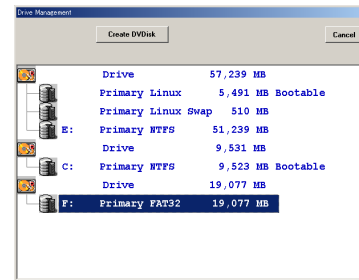 Drive Management
Create DVDisk
Cancel
Drive 57,239 MB
Primary Linux 5,491 MB Bootable
Primary Linux Swap 510 MB
E: Primary NTFS 51,239 MB
Drive 9,531 MB
C: Primary NTFS 9,523 MB Bootable
Drive 19,077 MB
F: Primary FAT32 19,077 MB